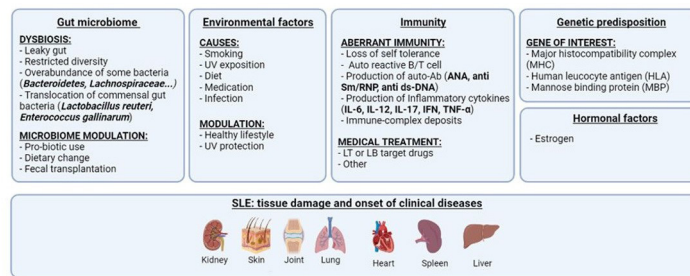 Gut microbiome
DYSBIOSIS:
- Leaky gut
- Restricted diversity
- Overabundance of some bacteria
(Bacteroidetes, Lachnospiraceae...)
- Translocation of commensal gut
bacteria (Lactobacillus reuteri,
Enterococcus gallinarum)
MICROBIOME MODULATION:
- Pro-biotic use
- Dietary change
- Fecal transplantation
Environmental factors
CAUSES:
- Smoking
- UV exposition
- Diet
- Medication
- Infection
MODULATION:
- Healthy lifestyle
- UV protection
Immunity
ABERRANT IMMUNITY:
- Loss of self tolerance
- Auto reactive B/T cell
- Production of auto-Ab (ANA, anti
Sm/RNP, anti ds-DNA)
- Production of Inflammatory cytokines
(IL-6, IL-12, IL-17, IFN, TNF-α)
- Immune-complex deposits
MEDICAL TREATMENT:
- LT or LB target drugs
- Other
Genetic predisposition
GENE OF INTEREST:
- Major histocompatibility complex
(MHC)
- Human leucocyte antigen (HLA)
- Mannose binding protein (MBP)
Hormonal factors
- Estrogen
SLE: tissue damage and onset of clinical diseases
Kidney Skin Joint Lung Heart Spleen Liver